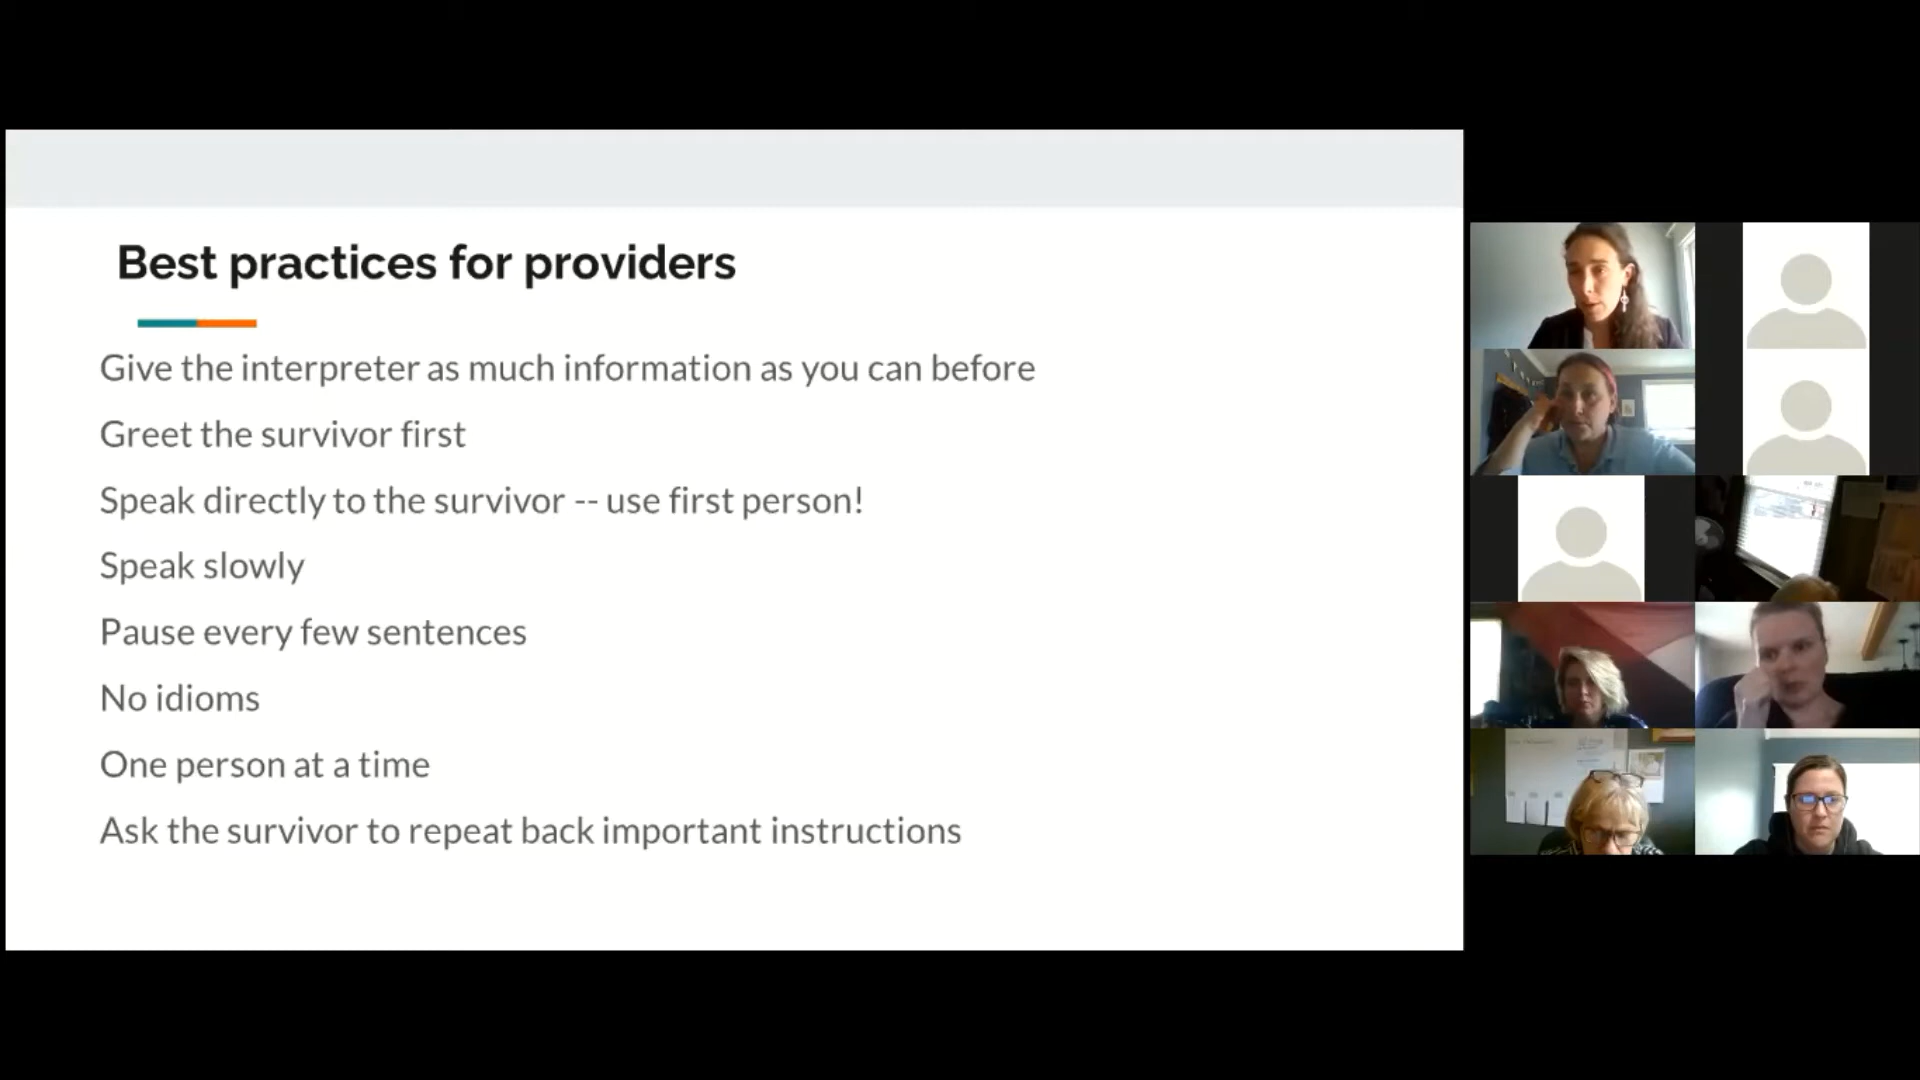 Best practices for providers
Give the interpreter as much information as you can before
Greet the survivor first
Speak directly to the survivor -- use first person!
Speak slowly
Pause every few sentences
No idioms
One person at a time
Ask the survivor to repeat back important instructions